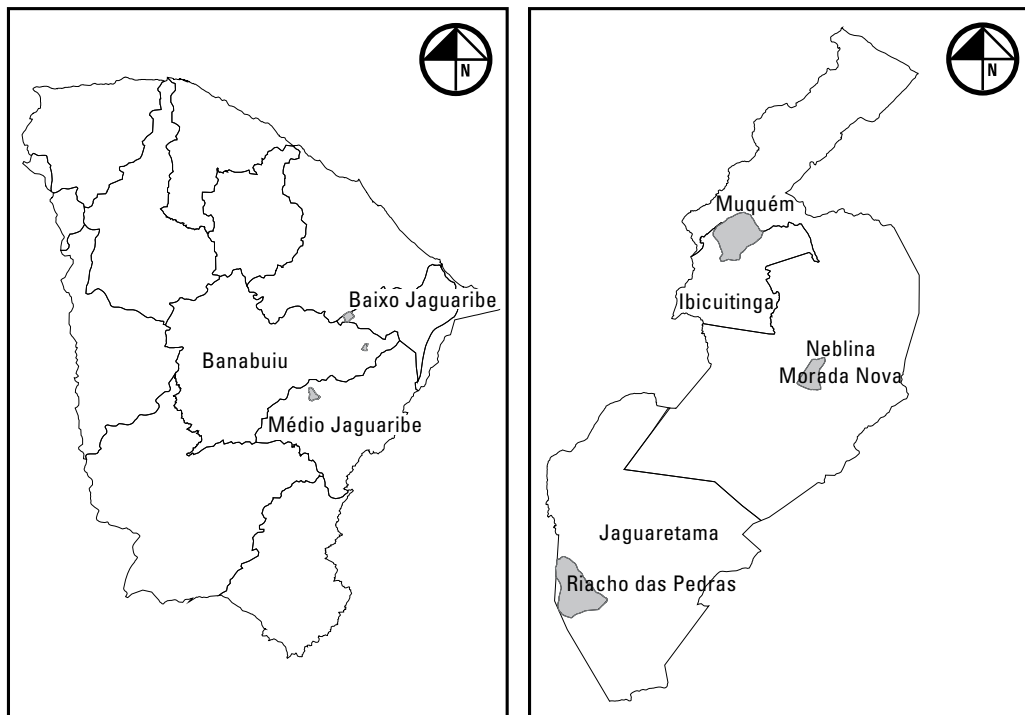 N
Baixo Jaguaribe
Banabuiu
Médio Jaguaribe
N
Muquém
Ibicuitinga
Neblina
Morada Nova
Jaguaretama
Riacho das Pedras